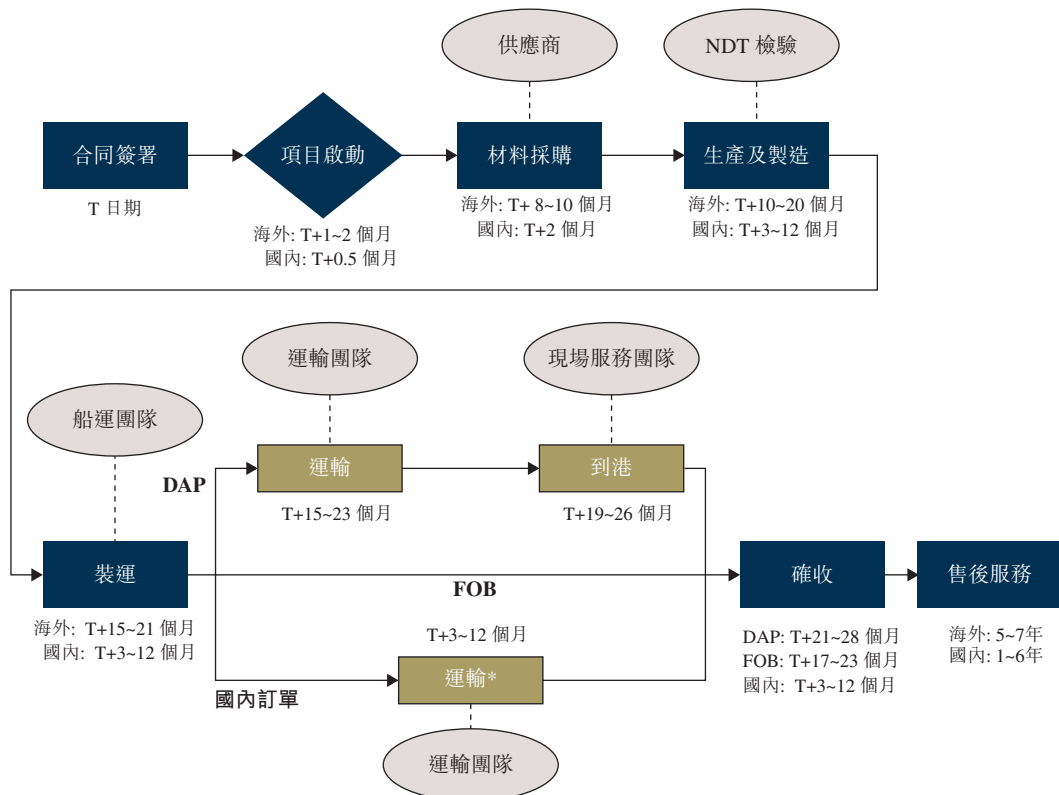 供應商
NDT 檢驗
合同簽署
項目啟動
材料採購
生產及製造
T 日期
海外: T+1~2 個月
國內: T+0.5 個月
海外: T+ 8~10 個月
國內: T+2 個月
海外: T+10~20 個月
國內: T+3~12 個月
運輸團隊
現場服務團隊
船運團隊
DAP
運輸
到港
T+15~23 個月
T+19~26 個月
裝運
FOB
確收
售後服務
海外: T+15~21 個月
國內: T+3~12 個月
T+3~12 個月
DAP: T+21~28 個月
FOB: T+17~23 個月
國內: T+3~12 個月
海外: 5~7年
國內: 1~6年
國內訂單
運輸*
運輸團隊